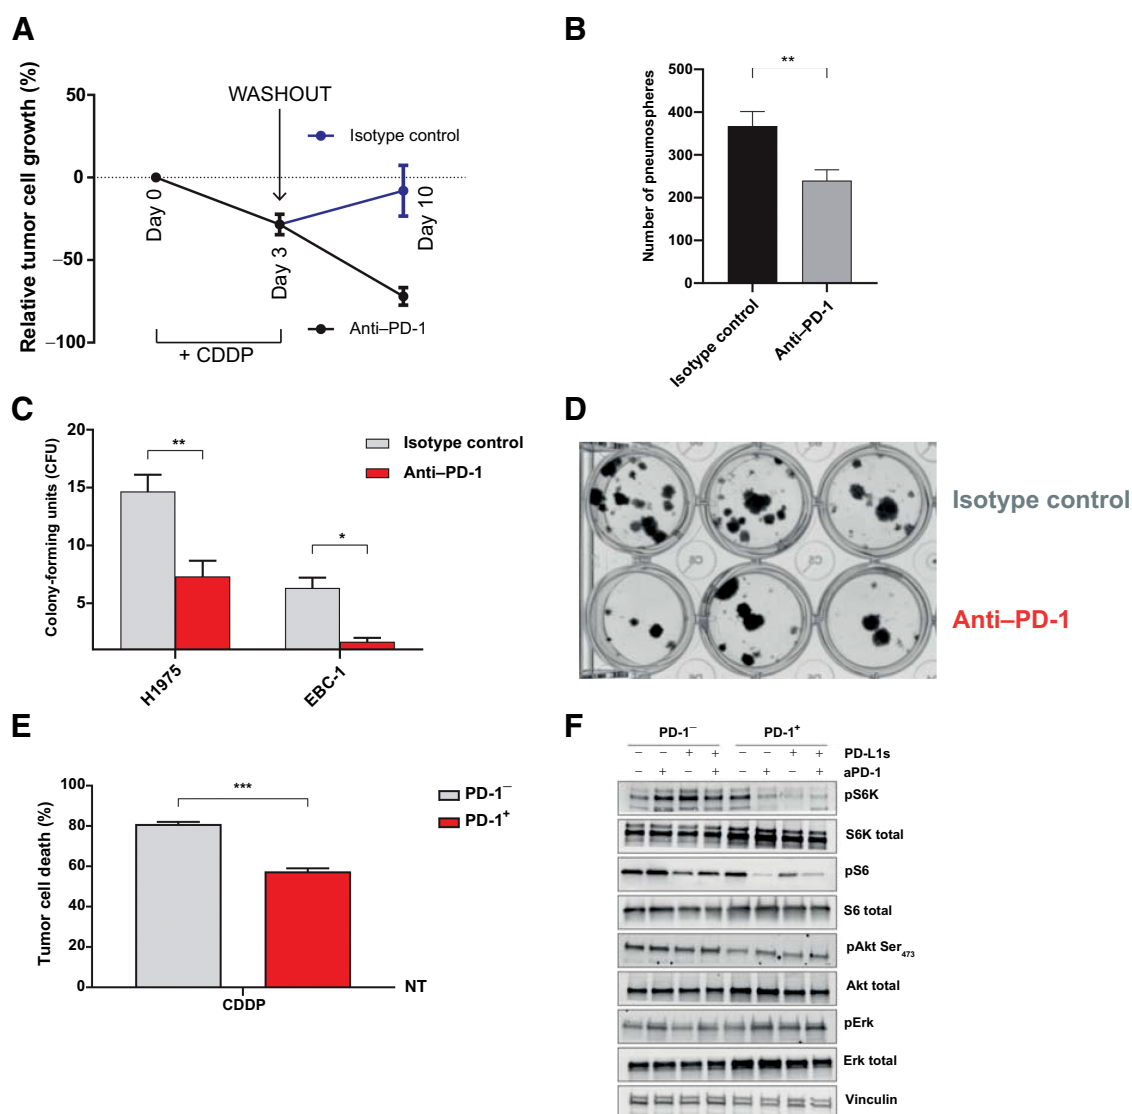 A
Relative tumor cell growth (%)
50
0
−50
−100
WASHOUT
Isotype control
Day 0
Day 3
Day 10
Anti–PD-1
+ CDDP
B
Number of pneumospheres
500
400
300
200
100
0
**
Isotype control
Anti–PD-1
C
Colony-forming units (CFU)
20
15
10
5
**
*
Isotype control
Anti–PD-1
H1975
EBC-1
D
Isotype control
Anti–PD-1
E
Tumor cell death (%)
100
80
60
40
20
0
***
PD-1⁻
PD-1⁺
NT
CDDP
F
PD-1⁻ PD-1⁺
− − + + − − + + PD-L1s
− + − + − + − + aPD-1
pS6K
S6K total
pS6
S6 total
pAkt Ser473
Akt total
pErk
Erk total
Vinculin